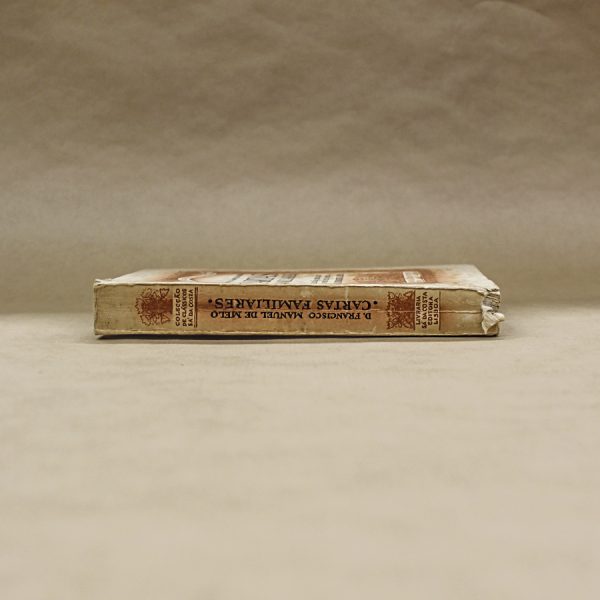 COLECÇÃO
DE CLÁSSICOS
SÁ DA COSTA
D. FRANCISCO MANUEL DE MELO
• CARTAS FAMILIARES •
LIVRARIA
SÁ DA COSTA
EDITORA
LISBOA